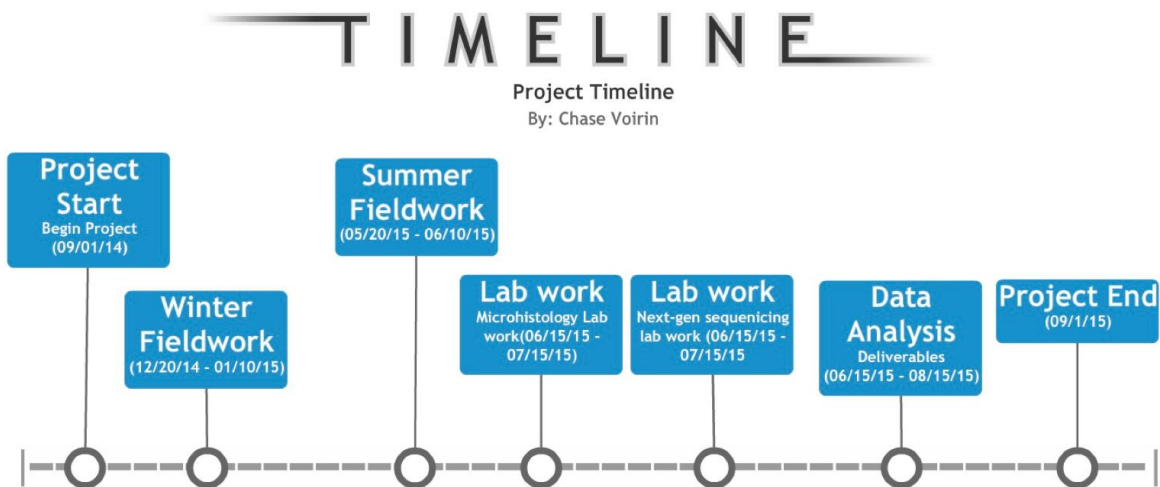 TIMELINE
Project Timeline
By: Chase Voirin
Project
Start
Begin Project
(09/01/14)
Winter
Fieldwork
(12/20/14 - 01/10/15)
Summer
Fieldwork
(05/20/15 - 06/10/15)
Lab work
Microhistology Lab
work(06/15/15 -
07/15/15)
Lab work
Next-gen sequenicing
lab work (06/15/15 -
07/15/15
Data
Analysis
Deliverables
(06/15/15 - 08/15/15)
Project End
(09/1/15)